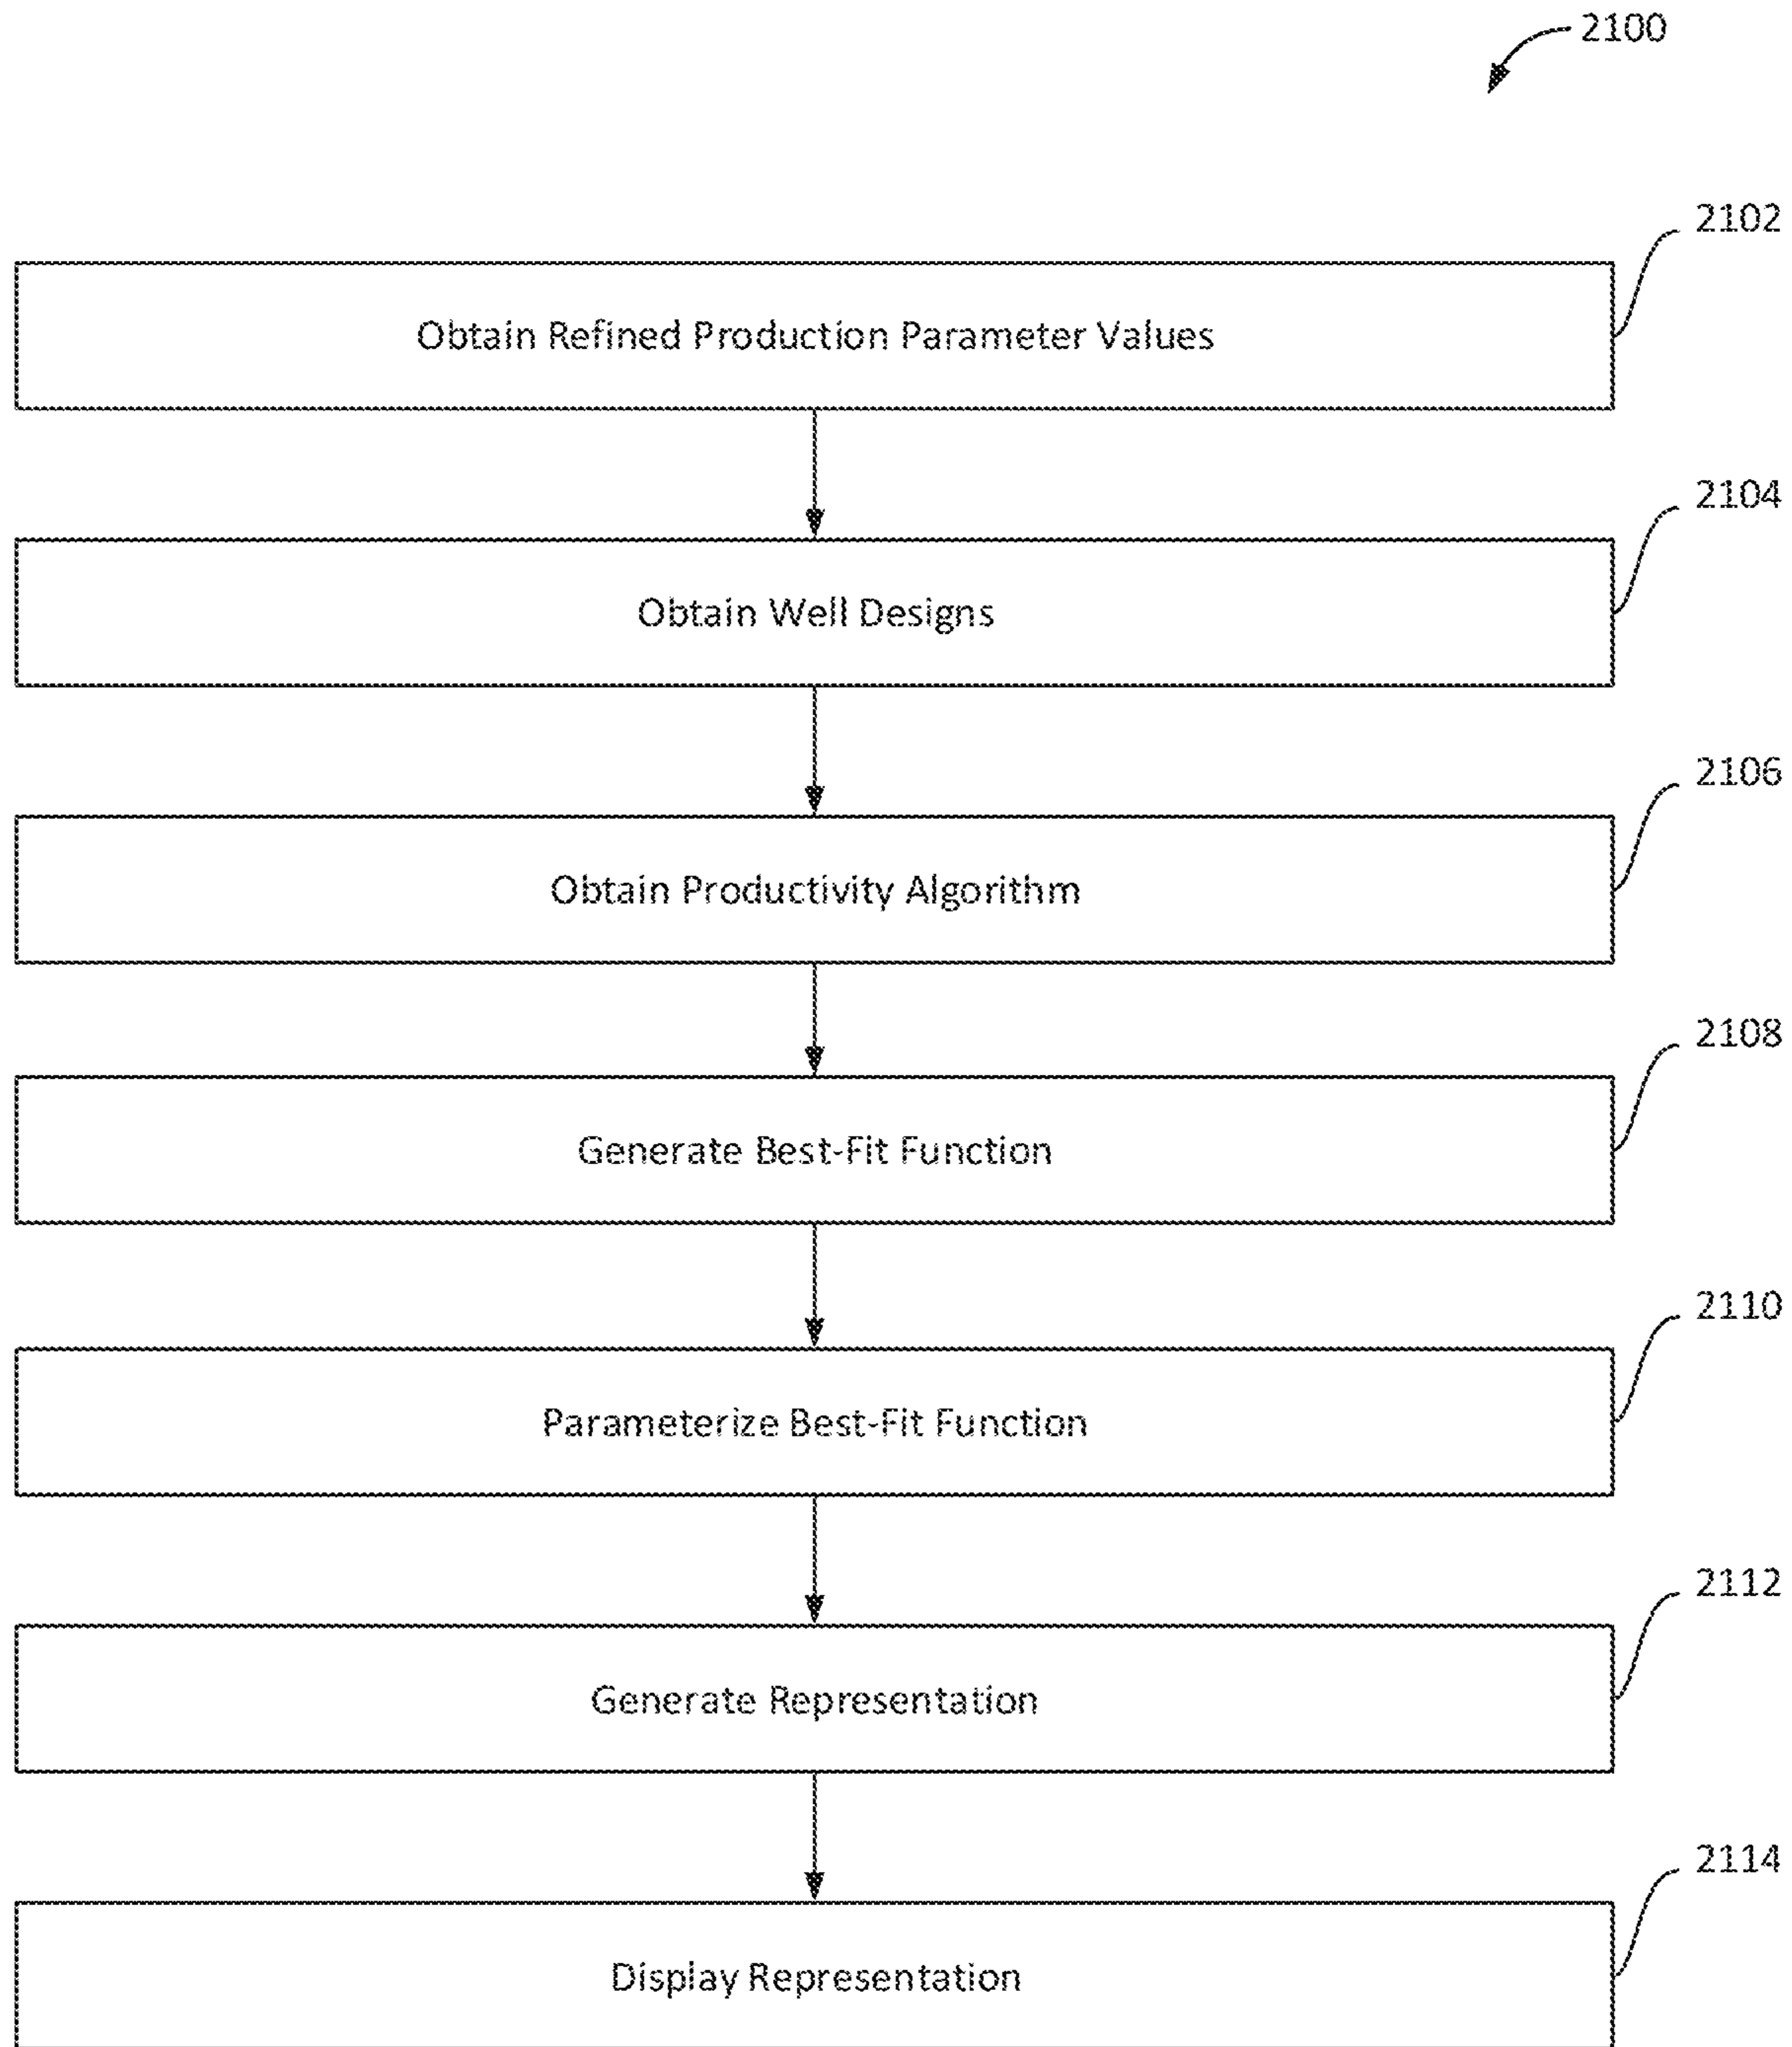 2100
2102
Obtain Refined Production Parameter Values
2104
Obtain Well Designs
2106
Obtain Productivity Algorithm
2108
Generate Best-Fit Function
2110
Parameterize Best-Fit Function
2112
Generate Representation
2114
Display Representation